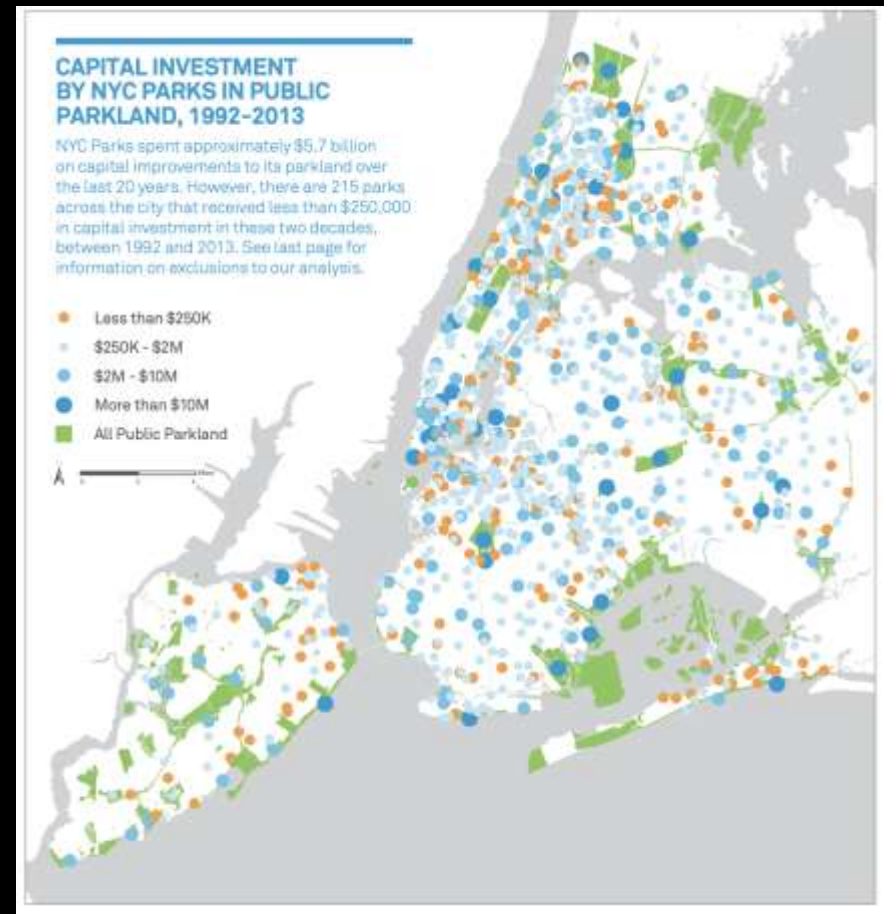 CAPITAL INVESTMENT
BY NYC PARKS IN PUBLIC
PARKLAND, 1992-2013
NYC Parks spent approximately $5.7 billion
on capital improvements to its parkland over
the last 20 years. However, there are 215 parks
across the city that received less than $250,000
in capital investment in these two decades,
between 1992 and 2013. See last page for
information on exclusions to our analysis.
Less than $250K
$250K - $2M
$2M - $10M
More than $10M
All Public Parkland